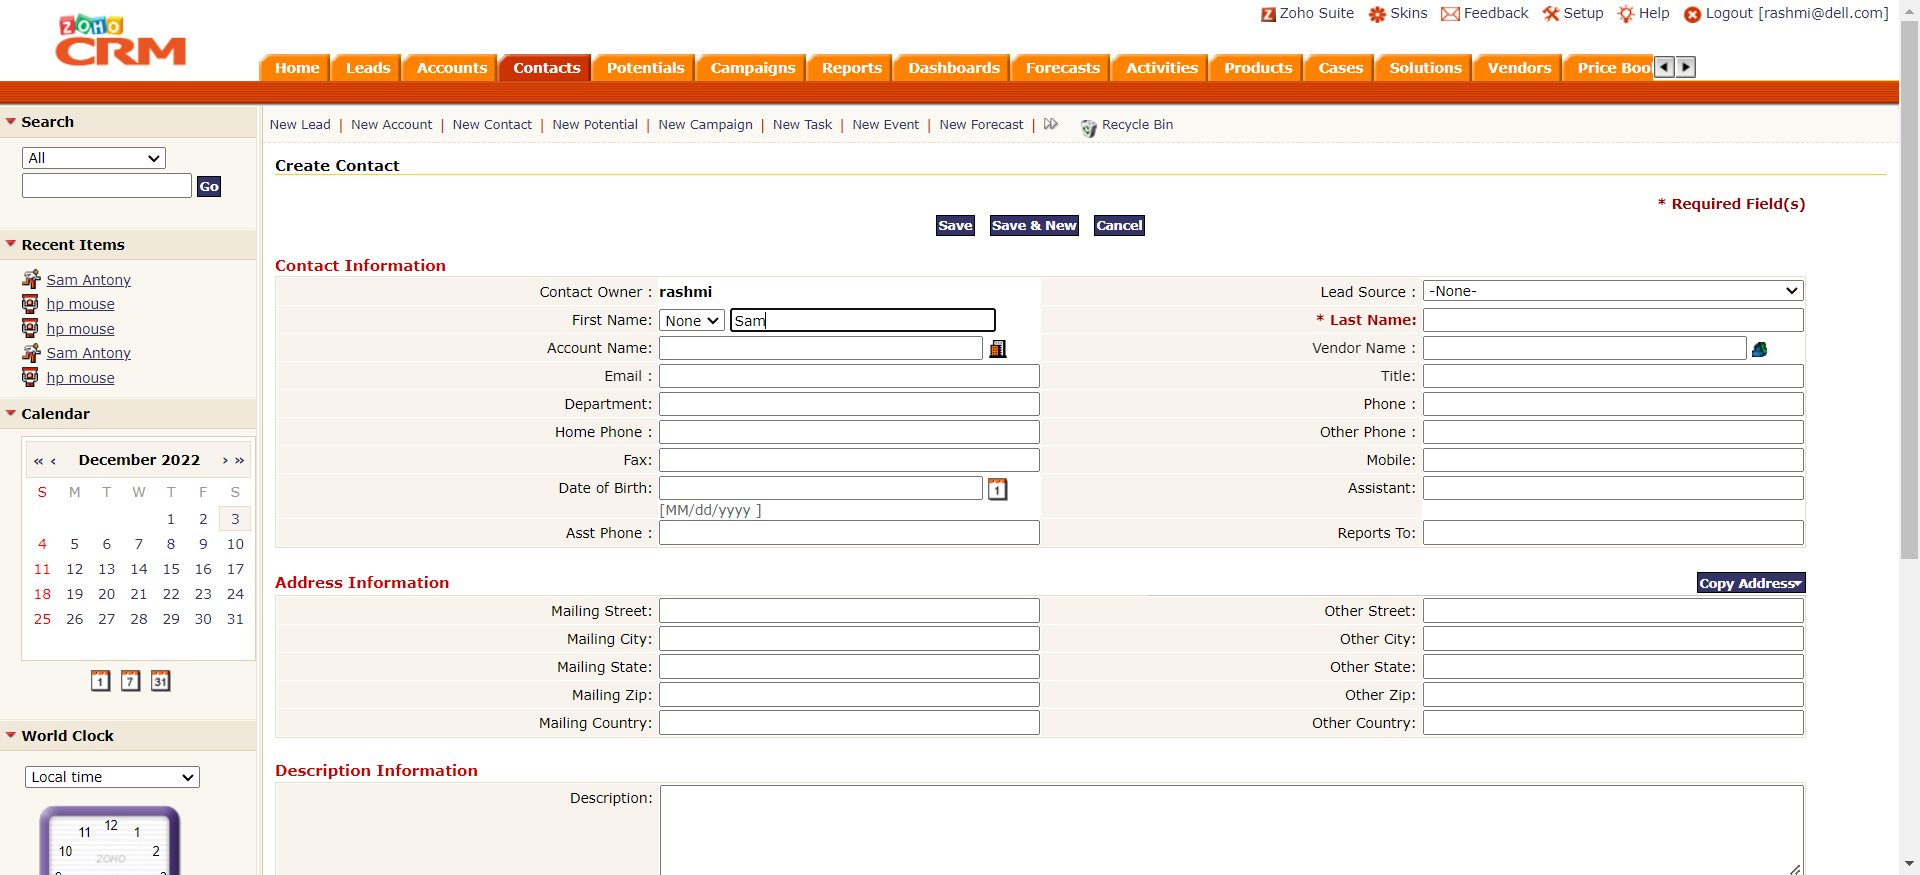 Zoho Suite Skins Feedback Setup Help Logout [rashmi@dell.com]
ZOHO
CRM
Home Leads Accounts Contacts Potentials Campaigns Reports Dashboards Forecasts Activities Products Cases Solutions Vendors Price Boo
New Lead | New Account | New Contact | New Potential | New Campaign | New Task | New Event | New Forecast | Recycle Bin
Search
All
Go
Recent Items
Sam Antony
hp mouse
hp mouse
Sam Antony
hp mouse
Calendar
« ‹ December 2022 › »
S M T W T F S
1 2 3
4 5 6 7 8 9 10
11 12 13 14 15 16 17
18 19 20 21 22 23 24
25 26 27 28 29 30 31
1 7 31
World Clock
Local time
11 12 1
10 ZOHO 2
Create Contact
* Required Field(s)
Save Save & New Cancel
Contact Information
Contact Owner : rashmi Lead Source : -None-
First Name: None Sam * Last Name:
Account Name: Vendor Name :
Email : Title:
Department: Phone :
Home Phone : Other Phone :
Fax: Mobile:
Date of Birth: 1 Assistant:
[MM/dd/yyyy ]
Asst Phone : Reports To:
Address Information Copy Address
Mailing Street: Other Street:
Mailing City: Other City:
Mailing State: Other State:
Mailing Zip: Other Zip:
Mailing Country: Other Country:
Description Information
Description: